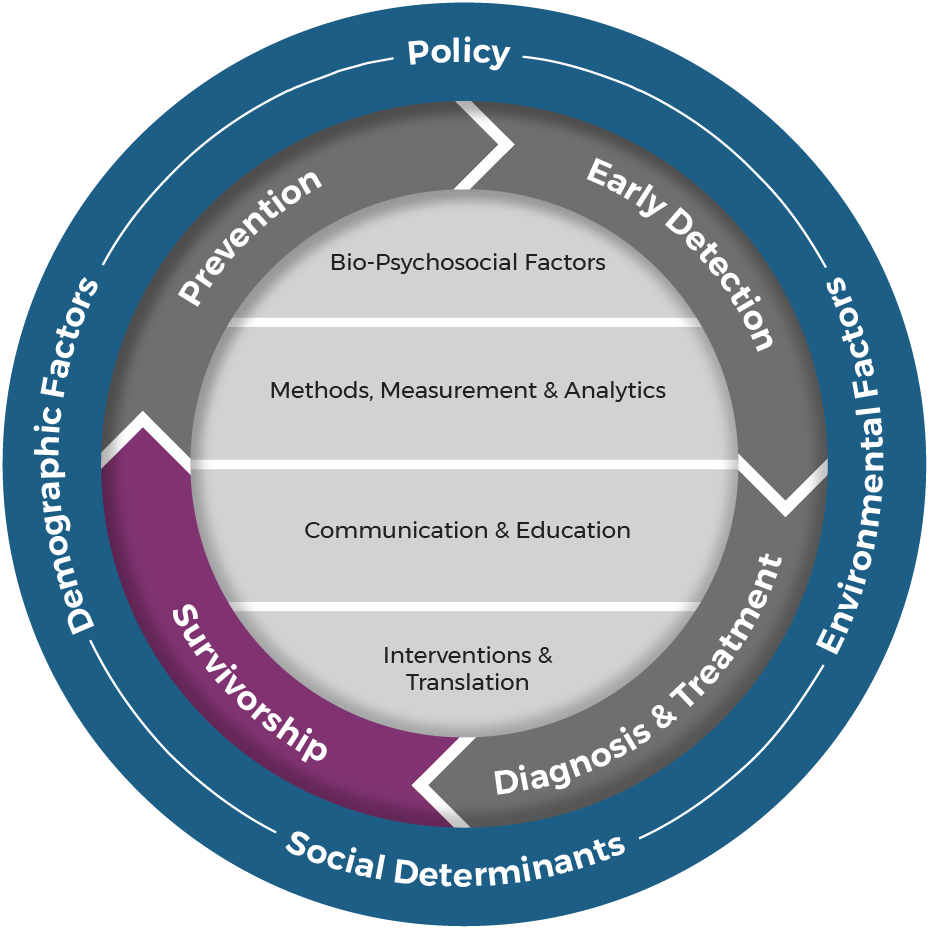 Policy
Prevention
Early Detection
Bio-Psychosocial Factors
Demographic Factors
Environmental Factors
Methods, Measurement & Analytics
Communication & Education
Survivorship
Diagnosis & Treatment
Interventions &
Translation
Social Determinants